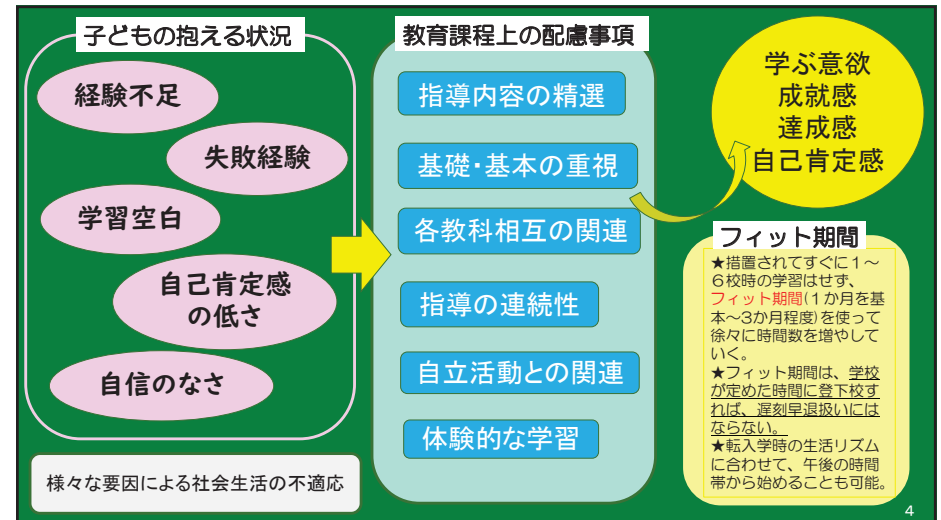 子どもの抱える状況
経験不足
失敗経験
学習空白
自己肯定感
の低さ
自信のなさ
様々な要因による社会生活の不適応
教育課程上の配慮事項
指導内容の精選
基礎・基本の重視
各教科相互の関連
指導の連続性
自立活動との関連
体験的な学習
学ぶ意欲
成就感
達成感
自己肯定感
フィット期間
★措置されてすぐに１～
６校時の学習はせず、
フィット期間(１か月を基
本～3か月程度)を使って
徐々に時間数を増やして
いく。
★フィット期間は、学校
が定めた時間に登下校す
れば、遅刻早退扱いには
ならない。
★転入学時の生活リズム
に合わせて、午後の時間
帯から始めることも可能。
4